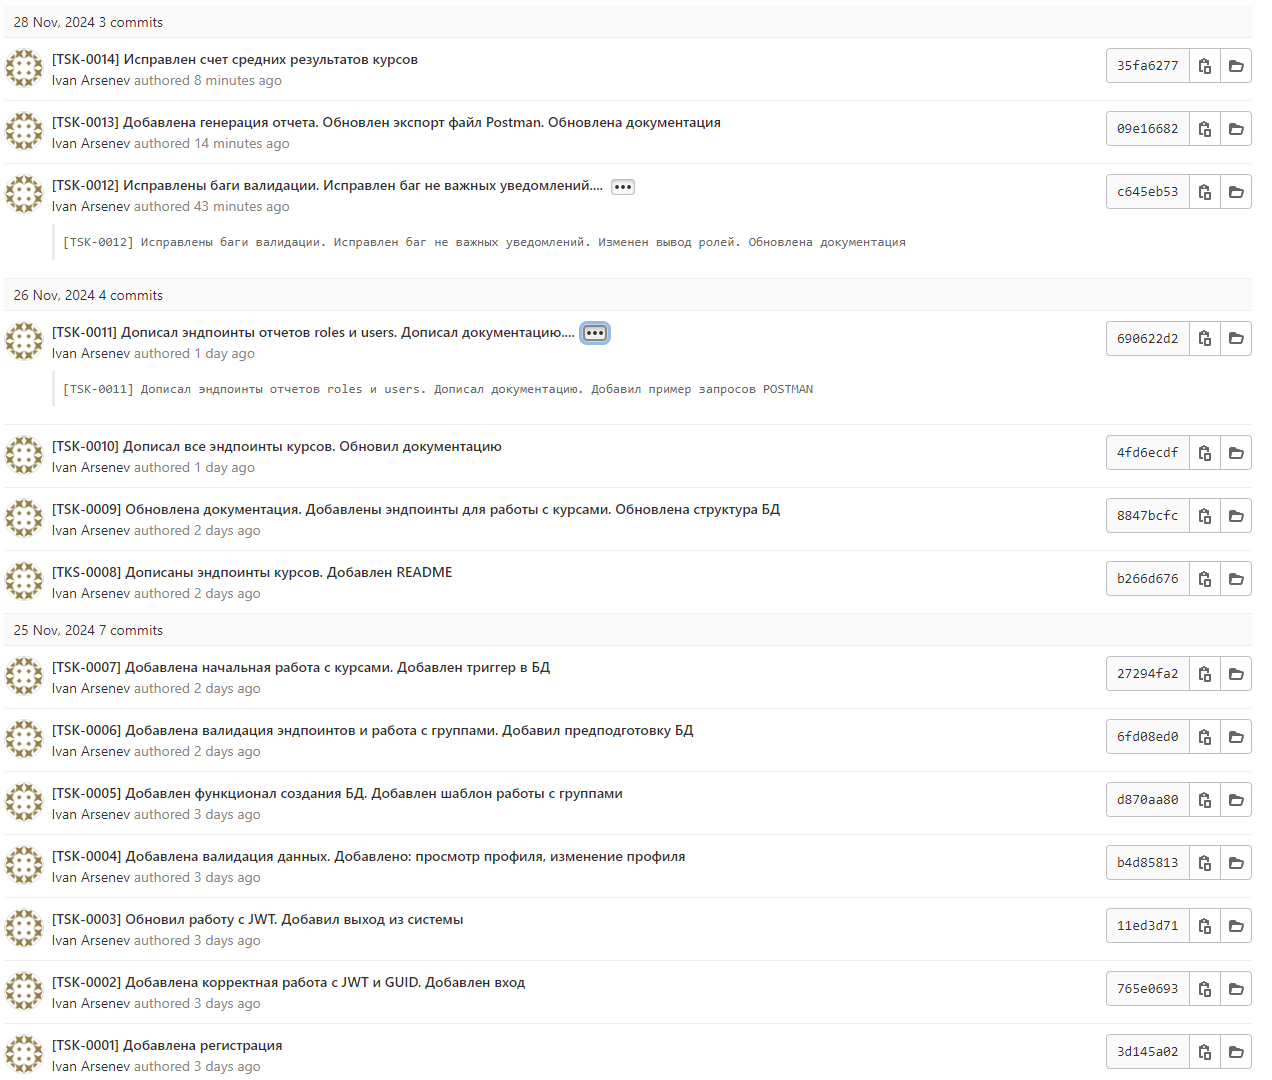 28 Nov, 2024 3 commits
[TSK-0014] Исправлен счет средних результатов курсов
35fa6277
Ivan Arsenev authored 8 minutes ago
[TSK-0013] Добавлена генерация отчета. Обновлен экспорт файл Postman. Обновлена документация
09e16682
Ivan Arsenev authored 14 minutes ago
[TSK-0012] Исправлены баги валидации. Исправлен баг не важных уведомлений....
c645eb53
Ivan Arsenev authored 43 minutes ago
[TSK-0012] Исправлены баги валидации. Исправлен баг не важных уведомлений. Изменен вывод ролей. Обновлена документация
26 Nov, 2024 4 commits
[TSK-0011] Дописал эндпоинты отчетов roles и users. Дописал документацию....
690622d2
Ivan Arsenev authored 1 day ago
[TSK-0011] Дописал эндпоинты отчетов roles и users. Дописал документацию. Добавил пример запросов POSTMAN
[TSK-0010] Дописал все эндпоинты курсов. Обновил документацию
4fd6ecdf
Ivan Arsenev authored 1 day ago
[TSK-0009] Обновлена документация. Добавлены эндпоинты для работы с курсами. Обновлена структура БД
8847bcfc
Ivan Arsenev authored 2 days ago
[TKS-0008] Дописаны эндпоинты курсов. Добавлен README
b266d676
Ivan Arsenev authored 2 days ago
25 Nov, 2024 7 commits
[TSK-0007] Добавлена начальная работа с курсами. Добавлен триггер в БД
27294fa2
Ivan Arsenev authored 2 days ago
[TSK-0006] Добавлена валидация эндпоинтов и работа с группами. Добавил предподготовку БД
6fd08ed0
Ivan Arsenev authored 2 days ago
[TSK-0005] Добавлен функционал создания БД. Добавлен шаблон работы с группами
d870aa80
Ivan Arsenev authored 3 days ago
[TSK-0004] Добавлена валидация данных. Добавлено: просмотр профиля, изменение профиля
b4d85813
Ivan Arsenev authored 3 days ago
[TSK-0003] Обновил работу с JWT. Добавил выход из системы
11ed3d71
Ivan Arsenev authored 3 days ago
[TSK-0002] Добавлена корректная работа с JWT и GUID. Добавлен вход
765e0693
Ivan Arsenev authored 3 days ago
[TSK-0001] Добавлена регистрация
3d145a02
Ivan Arsenev authored 3 days ago